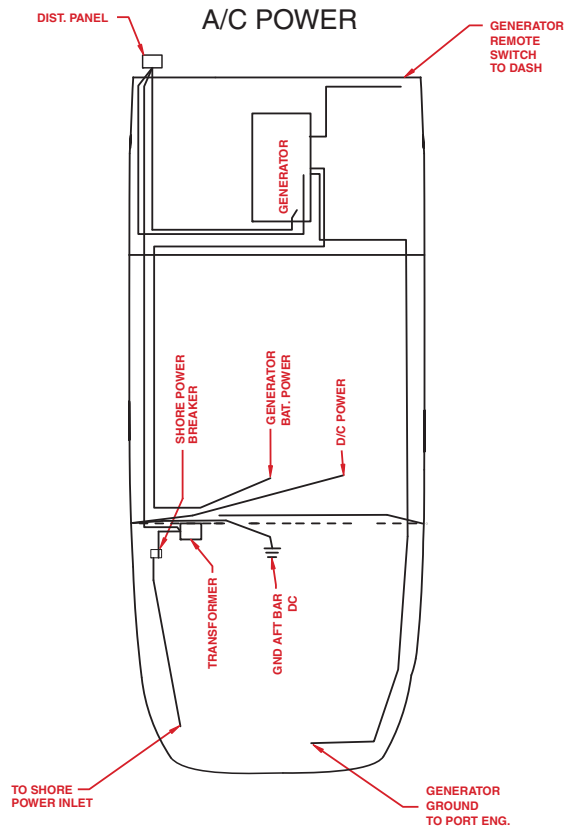 A/C POWER
DIST. PANEL
GENERATOR
REMOTE
SWITCH
TO DASH
GENERATOR
SHORE POWER
BREAKER
GENERATOR
BAT. POWER
D/C POWER
TRANSFORMER
GND AFT BAR
DC
TO SHORE
POWER INLET
GENERATOR
GROUND
TO PORT ENG.